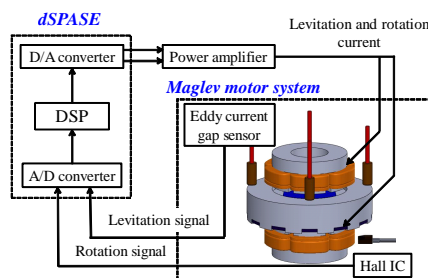 dSPASE
D/A converter
DSP
A/D converter
Power amplifier
Levitation and rotation
current
Maglev motor system
Eddy current
gap sensor
Levitation signal
Rotation signal
Hall IC